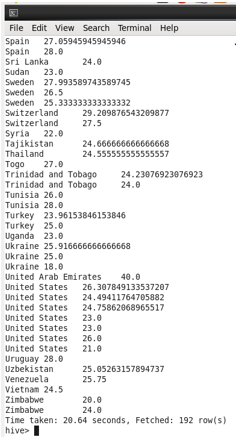 File Edit View Search Terminal Help
Spain 27.05945945945946
Spain 28.0
Sri Lanka 24.0
Sudan 23.0
Sweden 27.993589743589745
Sweden 26.5
Sweden 25.333333333333332
Switzerland 29.209876543209877
Switzerland 27.5
Syria 22.0
Tajikistan 24.666666666666668
Thailand 24.555555555555557
Togo 27.0
Trinidad and Tobago 24.23076923076923
Trinidad and Tobago 24.0
Tunisia 26.0
Tunisia 28.0
Turkey 23.96153846153846
Turkey 25.0
Uganda 23.0
Ukraine 25.916666666666668
Ukraine 25.0
Ukraine 18.0
United Arab Emirates 40.0
United States 26.307849133537207
United States 24.49411764705882
United States 24.75862068965517
United States 23.0
United States 23.0
United States 26.0
United States 21.0
Uruguay 28.0
Uzbekistan 25.05263157894737
Venezuela 25.75
Vietnam 24.5
Zimbabwe 20.0
Zimbabwe 24.0
Time taken: 20.64 seconds, Fetched: 192 row(s)
hive>